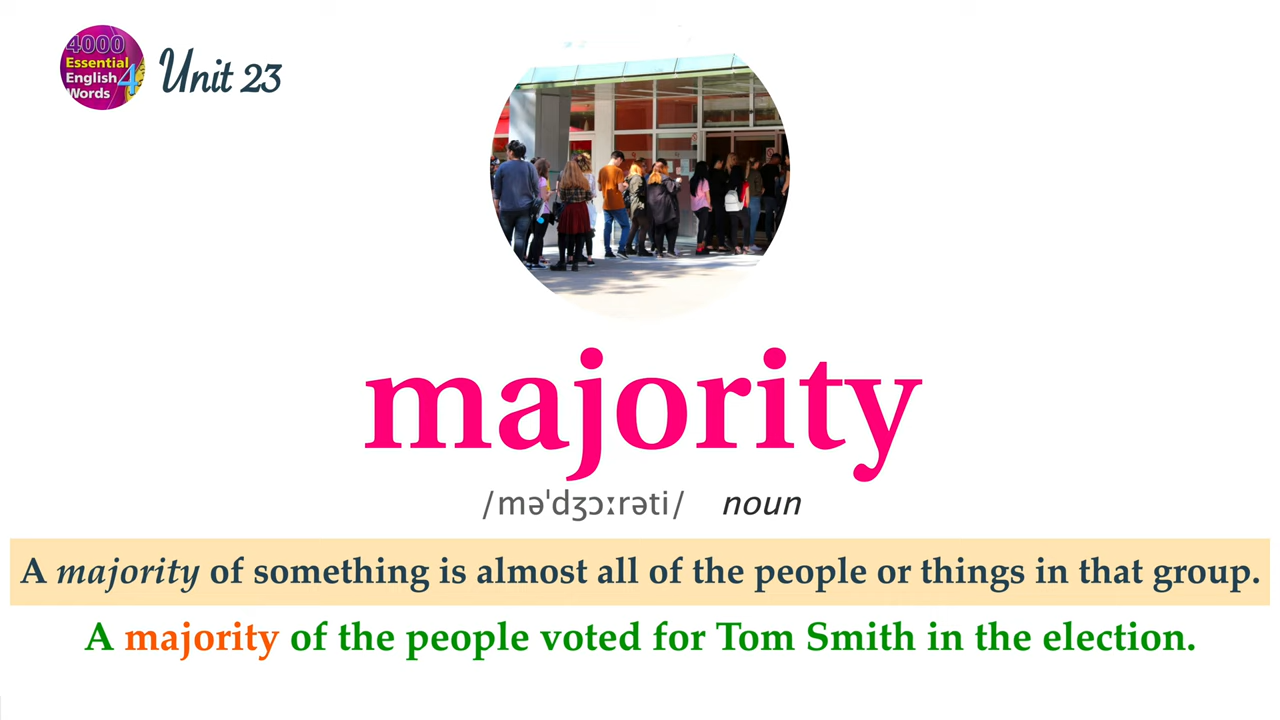 4000
Essential
English
Words 4
Unit 23
majority
/məˈdʒɔːrəti/ noun
A majority of something is almost all of the people or things in that group.
A majority of the people voted for Tom Smith in the election.